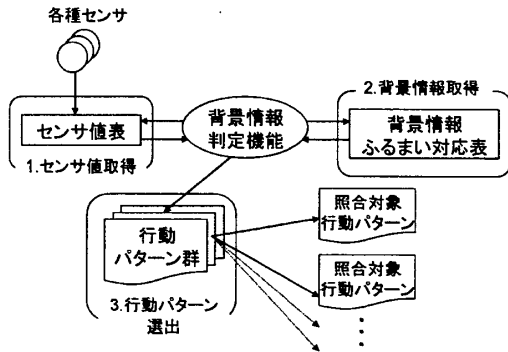 各種センサ
センサ値表
1.センサ値取得
背景情報
判定機能
2.背景情報取得
背景情報
ふるまい対応表
行動
パターン群
3.行動パターン
選出
照合対象
行動パターン
照合対象
行動パターン